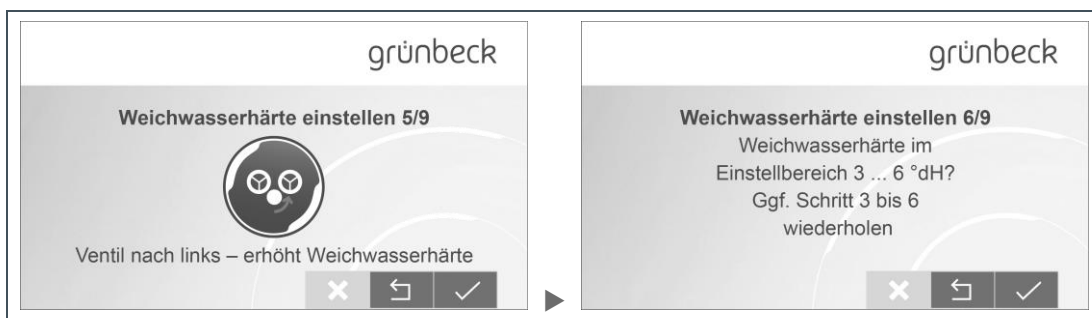 grünbeck
Weichwasserhärte einstellen 5/9
Ventil nach links – erhöht Weichwasserhärte
grünbeck
Weichwasserhärte einstellen 6/9
Weichwasserhärte im
Einstellbereich 3 ... 6 °dH?
Ggf. Schritt 3 bis 6
wiederholen